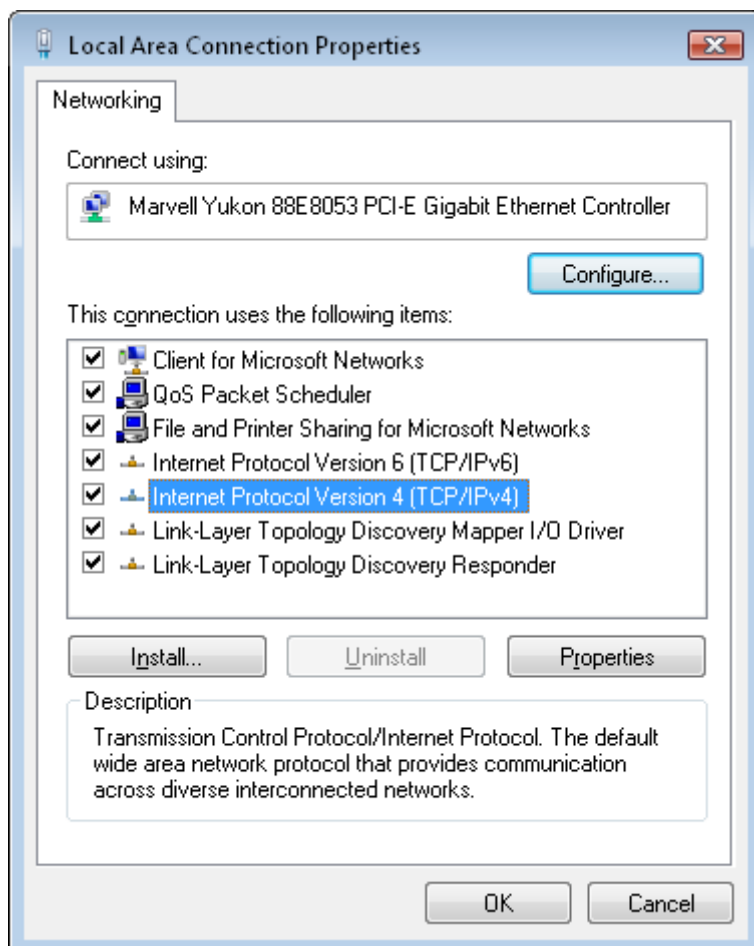 Local Area Connection Properties
Networking
Connect using:
Marvell Yukon 88E8053 PCI-E Gigabit Ethernet Controller
Configure...
This connection uses the following items:
Client for Microsoft Networks
QoS Packet Scheduler
File and Printer Sharing for Microsoft Networks
Internet Protocol Version 6 (TCP/IPv6)
Internet Protocol Version 4 (TCP/IPv4)
Link-Layer Topology Discovery Mapper I/O Driver
Link-Layer Topology Discovery Responder
Install... Uninstall Properties
Description
Transmission Control Protocol/Internet Protocol. The default
wide area network protocol that provides communication
across diverse interconnected networks.
OK Cancel